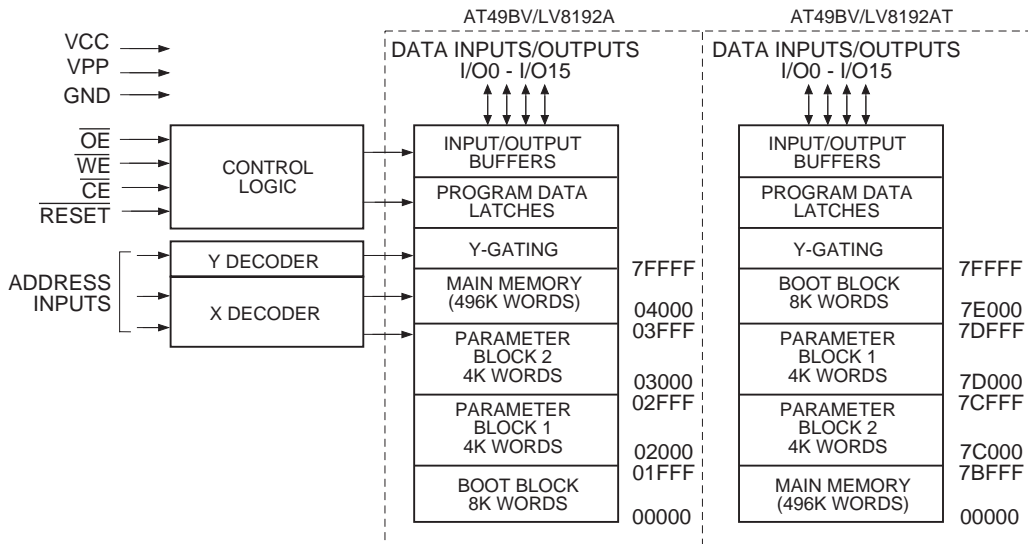 AT49BV/LV8192A
AT49BV/LV8192AT
VCC
VPP
GND
OE
WE
CE
RESET
ADDRESS
INPUTS
CONTROL
LOGIC
Y DECODER
X DECODER
DATA INPUTS/OUTPUTS
I/O0 - I/O15
INPUT/OUTPUT
BUFFERS
PROGRAM DATA
LATCHES
Y-GATING
7FFFF
MAIN MEMORY
(496K WORDS)
04000
03FFF
PARAMETER
BLOCK 2
4K WORDS
03000
02FFF
PARAMETER
BLOCK 1
4K WORDS
02000
01FFF
BOOT BLOCK
8K WORDS
00000
DATA INPUTS/OUTPUTS
I/O0 - I/O15
INPUT/OUTPUT
BUFFERS
PROGRAM DATA
LATCHES
Y-GATING
7FFFF
BOOT BLOCK
8K WORDS
7E000
7DFFF
PARAMETER
BLOCK 1
4K WORDS
7D000
7CFFF
PARAMETER
BLOCK 2
4K WORDS
7C000
7BFFF
MAIN MEMORY
(496K WORDS)
00000